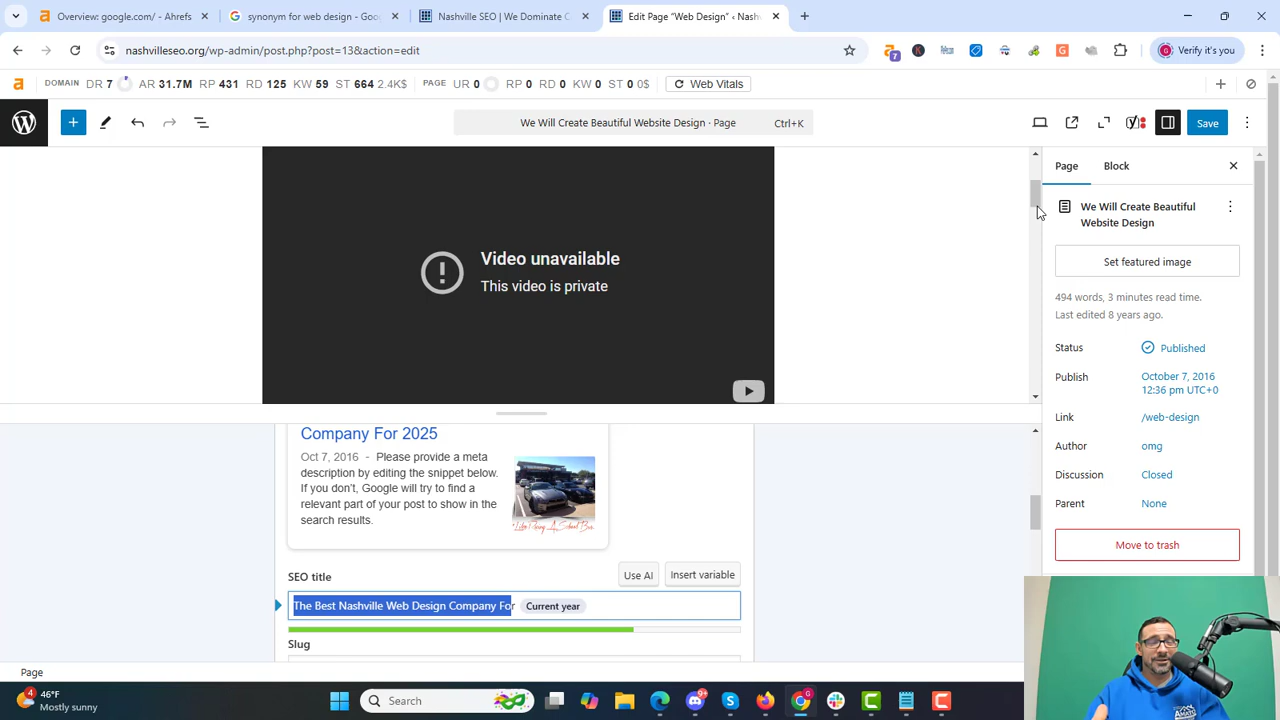 Overview: google.com/ - Ahrefs
synonym for web design - Goo
Nashville SEO | We Dominate O
Edit Page "Web Design" ‹ Nash
nashvilleseo.org/wp-admin/post.php?post=13&action=edit
7
G Verify it's you
DOMAIN DR 7 AR 31.7M RP 431 RD 125 KW 59 ST 664 2.4K$ PAGE UR 0 RP 0 RD 0 KW 0 ST 0 0$ Web Vitals
We Will Create Beautiful Website Design · Page Ctrl+K
Save
Page Block
We Will Create Beautiful
Website Design
Set featured image
494 words, 3 minutes read time.
Last edited 8 years ago.
Status Published
Publish October 7, 2016
12:36 pm UTC+0
Link /web-design
Author omg
Discussion Closed
Parent None
Move to trash
Video unavailable
This video is private
Company For 2025
Oct 7, 2016 - Please provide a meta
description by editing the snippet below.
If you don't, Google will try to find a
relevant part of your post to show in the
search results.
SEO title
Use AI
Insert variable
The Best Nashville Web Design Company For Current year
Slug
Page
46°F
Mostly sunny
Search